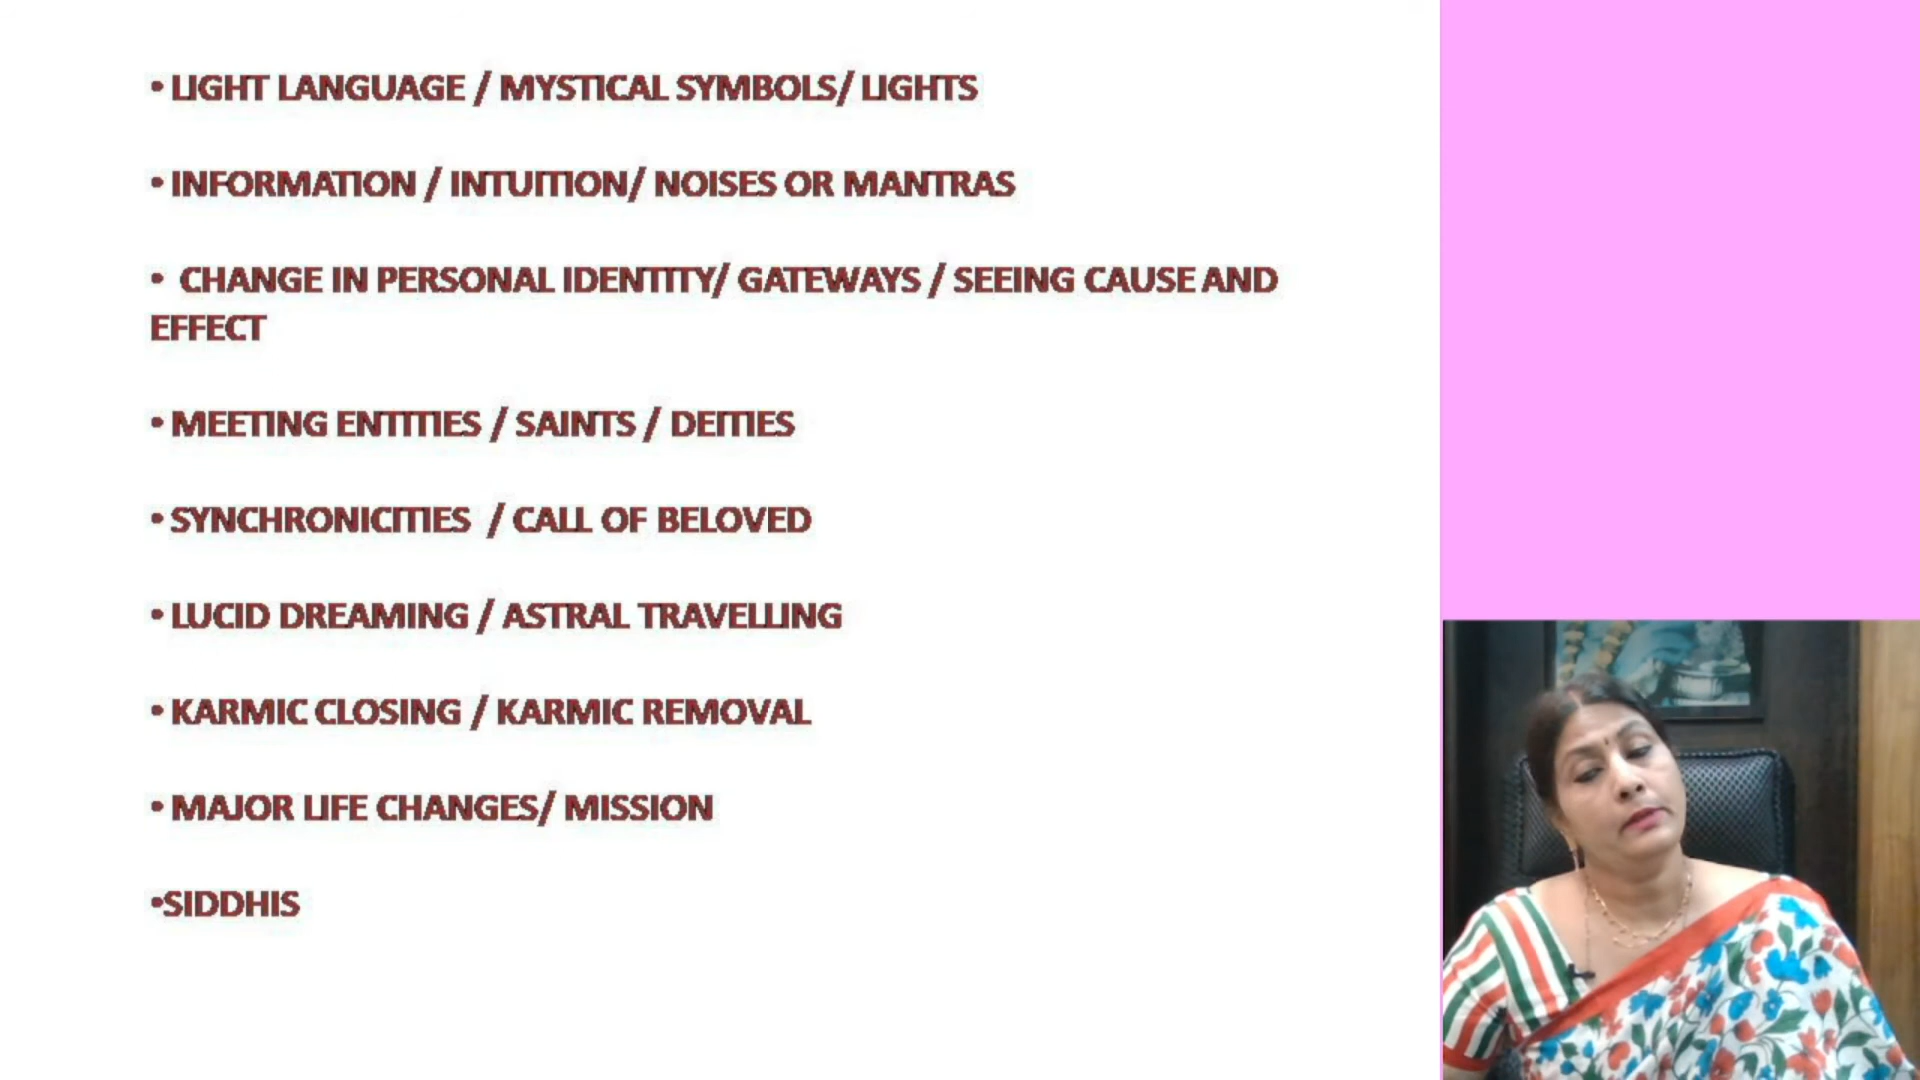 • LIGHT LANGUAGE / MYSTICAL SYMBOLS/ LIGHTS
• INFORMATION / INTUITION/ NOISES OR MANTRAS
• CHANGE IN PERSONAL IDENTITY/ GATEWAYS / SEEING CAUSE AND
EFFECT
• MEETING ENTITIES / SAINTS / DEITIES
• SYNCHRONICITIES / CALL OF BELOVED
• LUCID DREAMING / ASTRAL TRAVELLING
• KARMIC CLOSING / KARMIC REMOVAL
• MAJOR LIFE CHANGES/ MISSION
•SIDDHIS